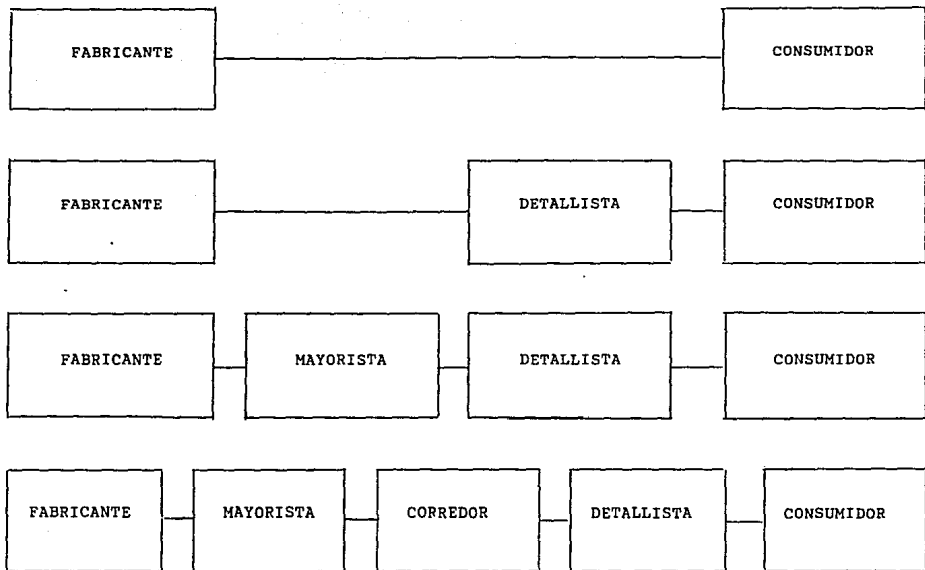 FABRICANTE CONSUMIDOR
FABRICANTE DETALLISTA CONSUMIDOR
FABRICANTE MAYORISTA DETALLISTA CONSUMIDOR
FABRICANTE MAYORISTA CORREDOR DETALLISTA CONSUMIDOR